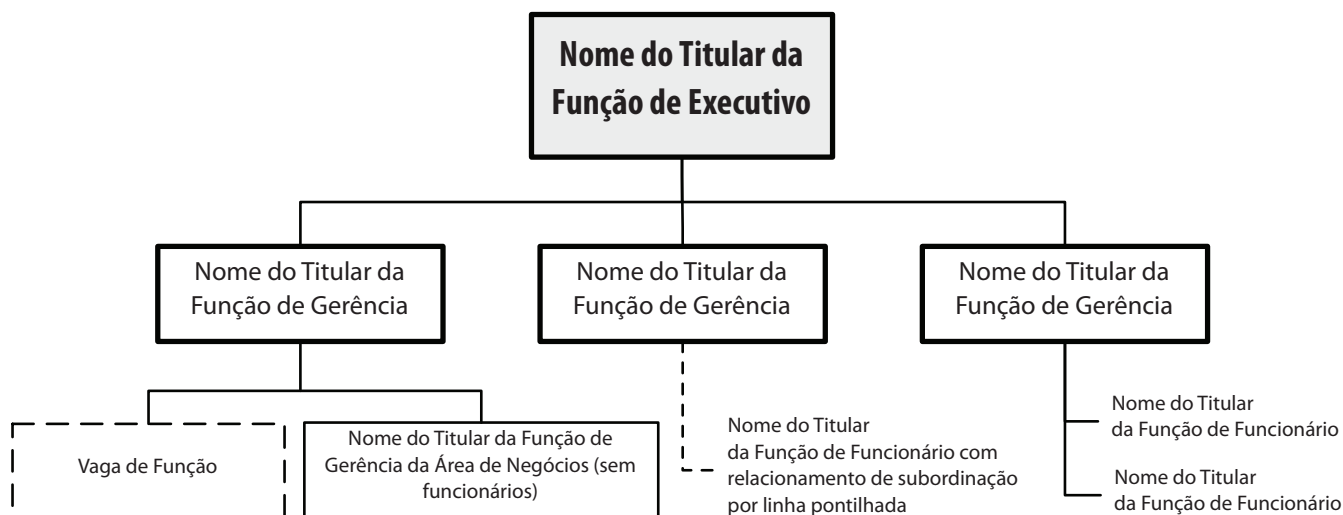 Nome do Titular da
Função de Executivo
Nome do Titular da
Função de Gerência
Nome do Titular da
Função de Gerência
Nome do Titular da
Função de Gerência
Vaga de Função
Nome do Titular da Função de
Gerência da Área de Negócios (sem
funcionários)
Nome do Titular
da Função de Funcionário com
relacionamento de subordinação
por linha pontilhada
Nome do Titular
da Função de Funcionário
Nome do Titular
da Função de Funcionário